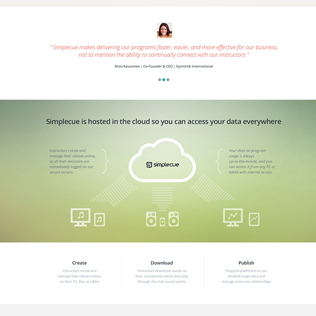 " Simplecue makes delivering our programs faster, easier, and more effective for our business,
not to mention the ability to continually connect with our instructors "
Rivka Kasumken | Co-Founder & CEO | Gymstick International
Simplecue is hosted in the cloud so you can access your data everywhere
Instructors create and
manage their classes online,
as all their devices are
immediately logged on our
secure servers
simplecue
Your data on program
usage is always
up-to-the-minute, and you
can access it from any PC or
tablet with internet access
Create
Instructors create and
manage their classes online
on their PC, Mac or tablet
Download
Instructors download classes to
their smartphone, which they play
through the club sound system
Publish
Program publishers access
detailed usage data and
manage instructor relationships